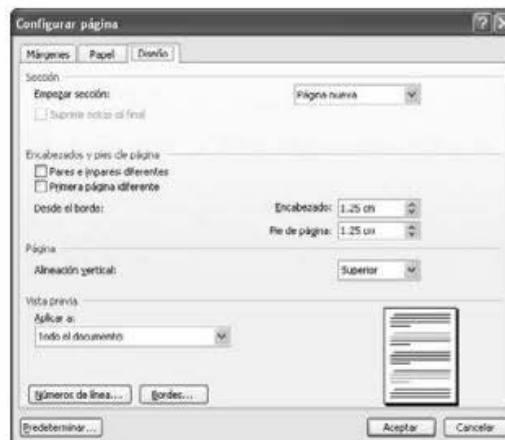 Configurar página
Márgenes Papel Diseño
Sección
Empezar sección: Página nueva
Suprimir notas al final
Encabezados y pies de página
Pares e impares diferentes
Primera página diferente
Desde el borde: Encabezado: 1.25 cm
Pie de página: 1.25 cm
Página
Alineación vertical: Superior
Vista previa
Aplicar a:
Todo el documento
Números de línea... Bordes...
Predeterminar... Aceptar Cancelar